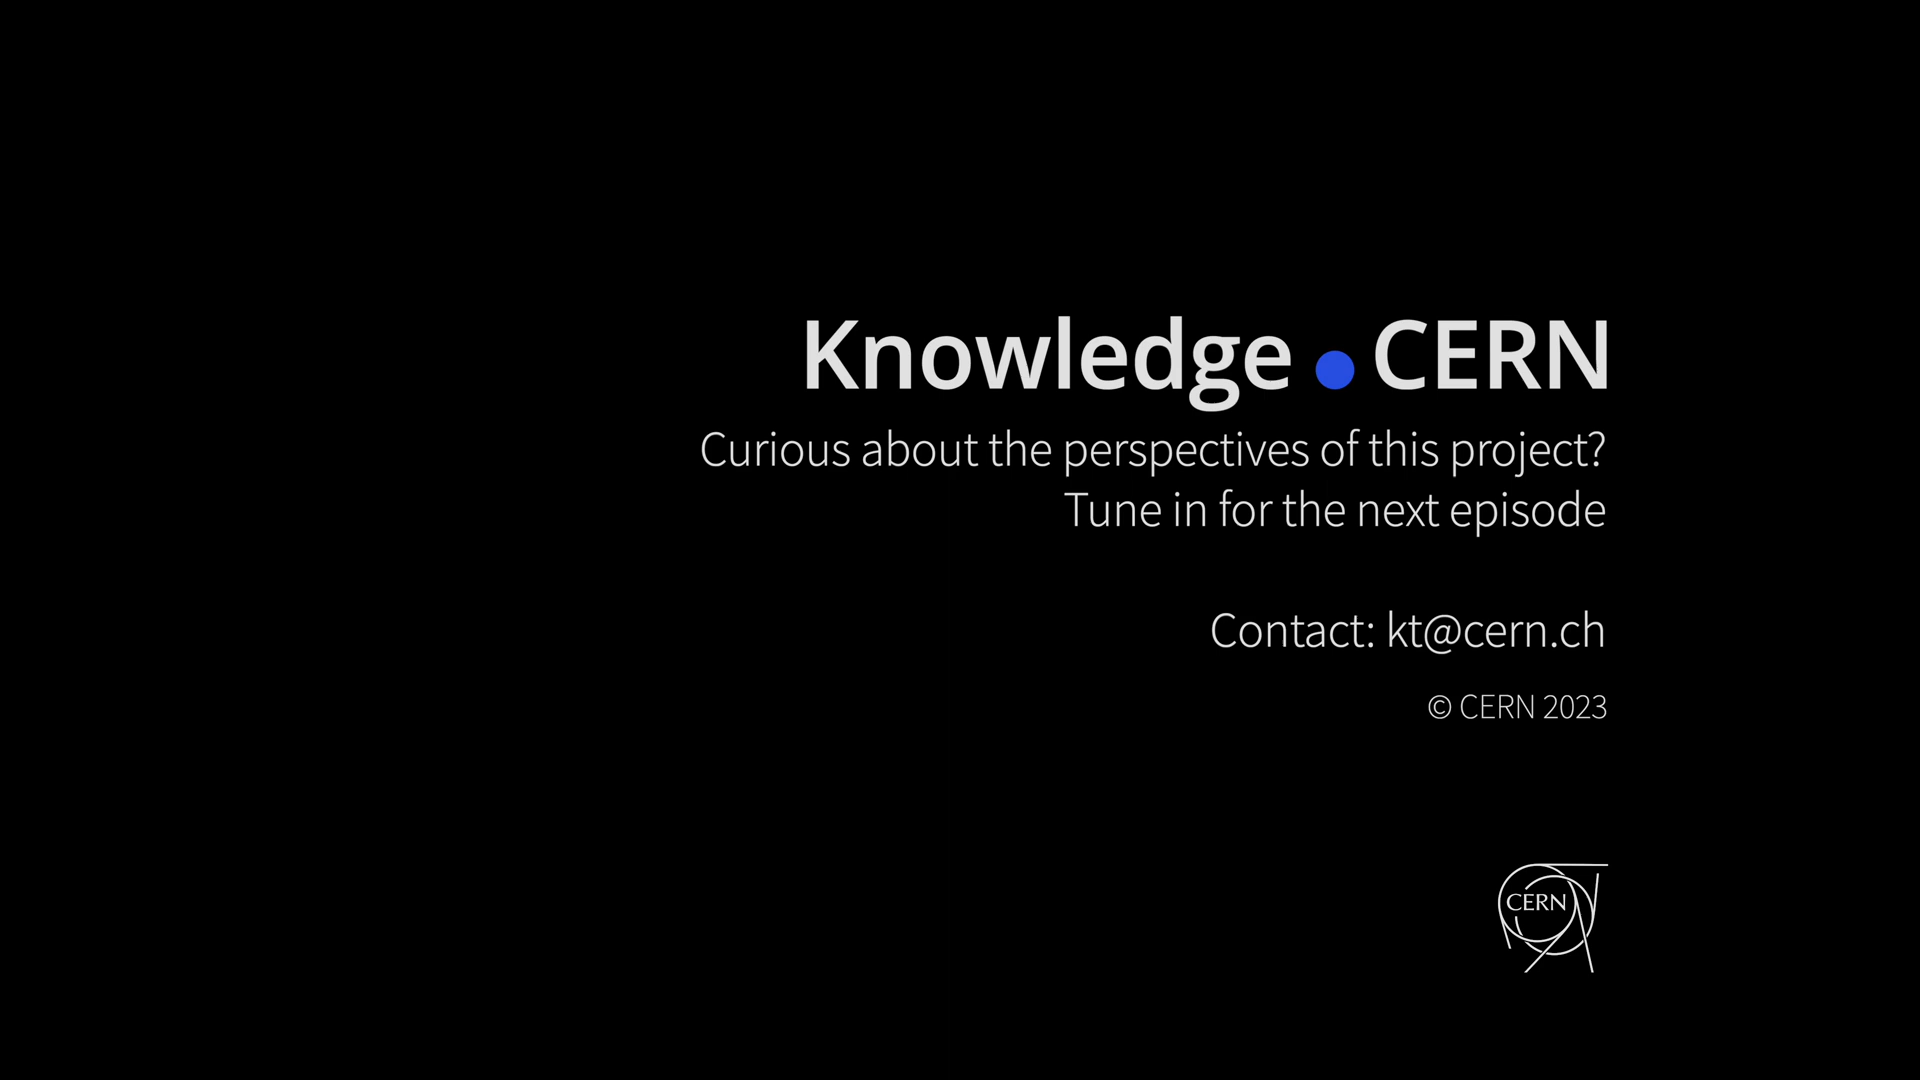 Knowledge.CERN
Curious about the perspectives of this project?
Tune in for the next episode
Contact: kt@cern.ch
© CERN 2023
CERN